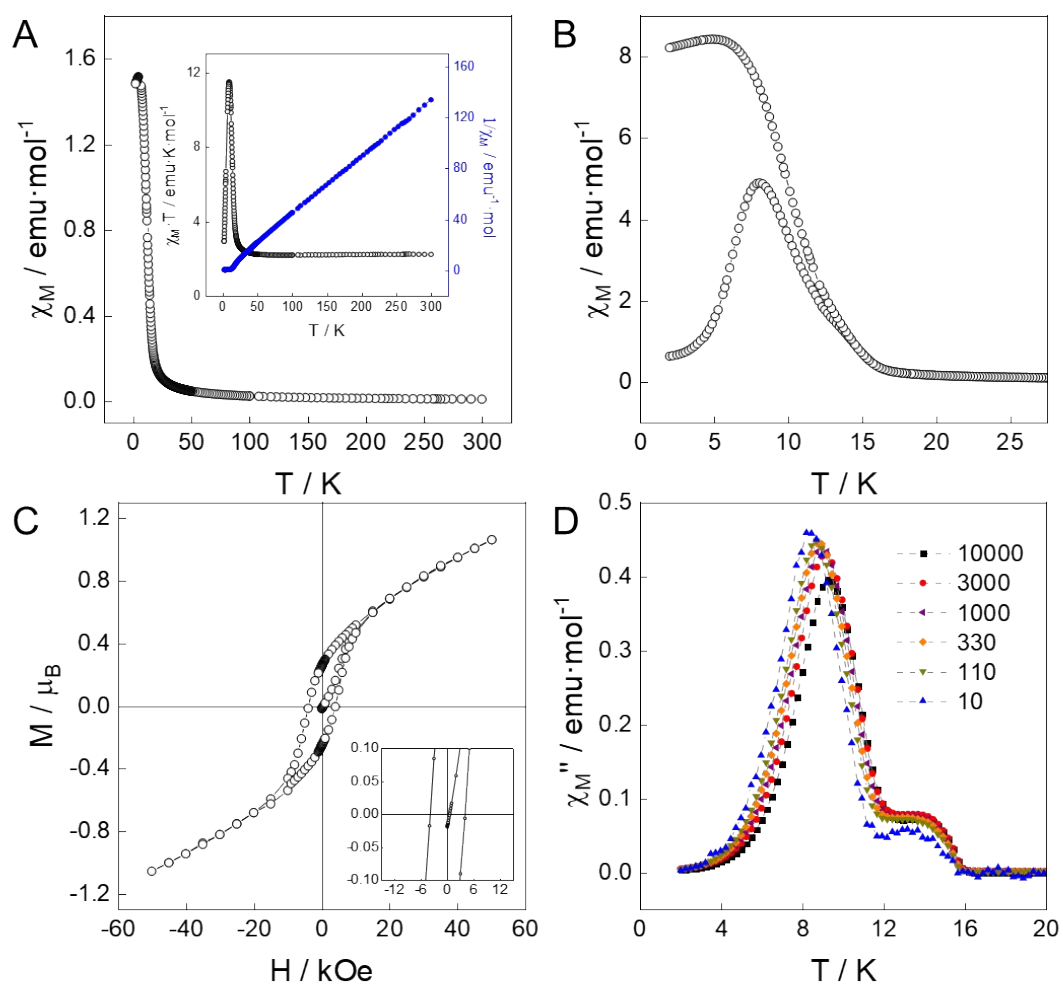 A
χM / emu·mol-1
1.6
1.2
0.8
0.4
0.0
0 50 100 150 200 250 300
T / K
χM·T / emu·K·mol-1
12
8
4
2
0
160
120
80
40
0
1/χM / emu-1·mol
0 50 100 150 200 250 300
T / K
B
χM / emu·mol-1
8
6
4
2
0
0 5 10 15 20 25
T / K
C
M / μB
1.2
0.8
0.4
0.0
-0.4
-0.8
-1.2
-60 -40 -20 0 20 40 60
H / kOe
0.10
0.05
0.00
-0.05
-0.10
-12 -6 0 6 12
D
χM'' / emu·mol-1
0.5
0.4
0.3
0.2
0.1
0.0
0 4 8 12 16 20
T / K
10000
3000
1000
330
110
10